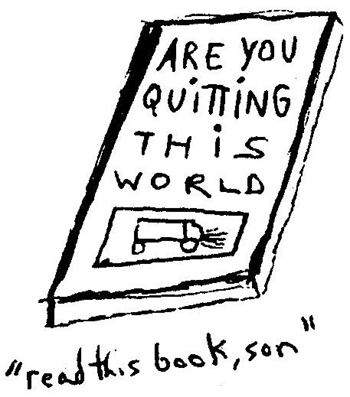 ARE YOU
QUiTTiNG
THiS
WORLD
"read this book, son"